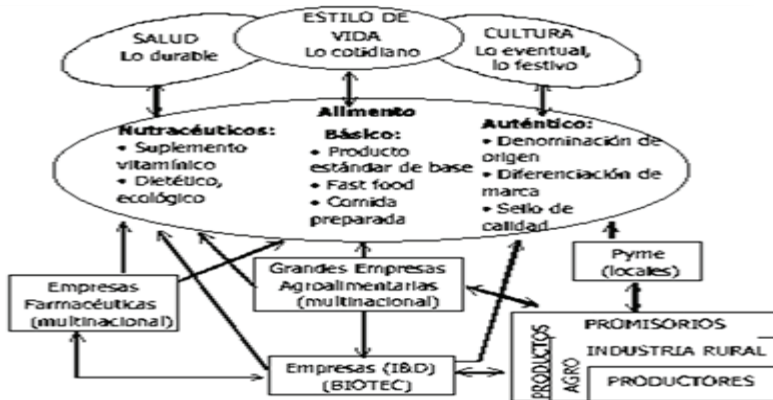 SALUD
Lo durable
ESTILO DE
VIDA
Lo cotidiano
CULTURA
Lo eventual,
lo festivo
Alimento
Nutracéuticos:
• Suplemento
vitamínico
• Dietético,
ecológico
Básico:
• Producto
estándar de base
• Fast food
• Comida
preparada
Auténtico:
• Denominación de
origen
• Diferenciación de
marca
• Sello de
calidad
Empresas
Farmacéuticas
(multinacional)
Grandes Empresas
Agroalimentarias
(multinacional)
Pyme
(locales)
Empresas (I&D)
(BIOTEC)
PRODUCTOS
AGRO
PROMISORIOS
INDUSTRIA RURAL
PRODUCTORES